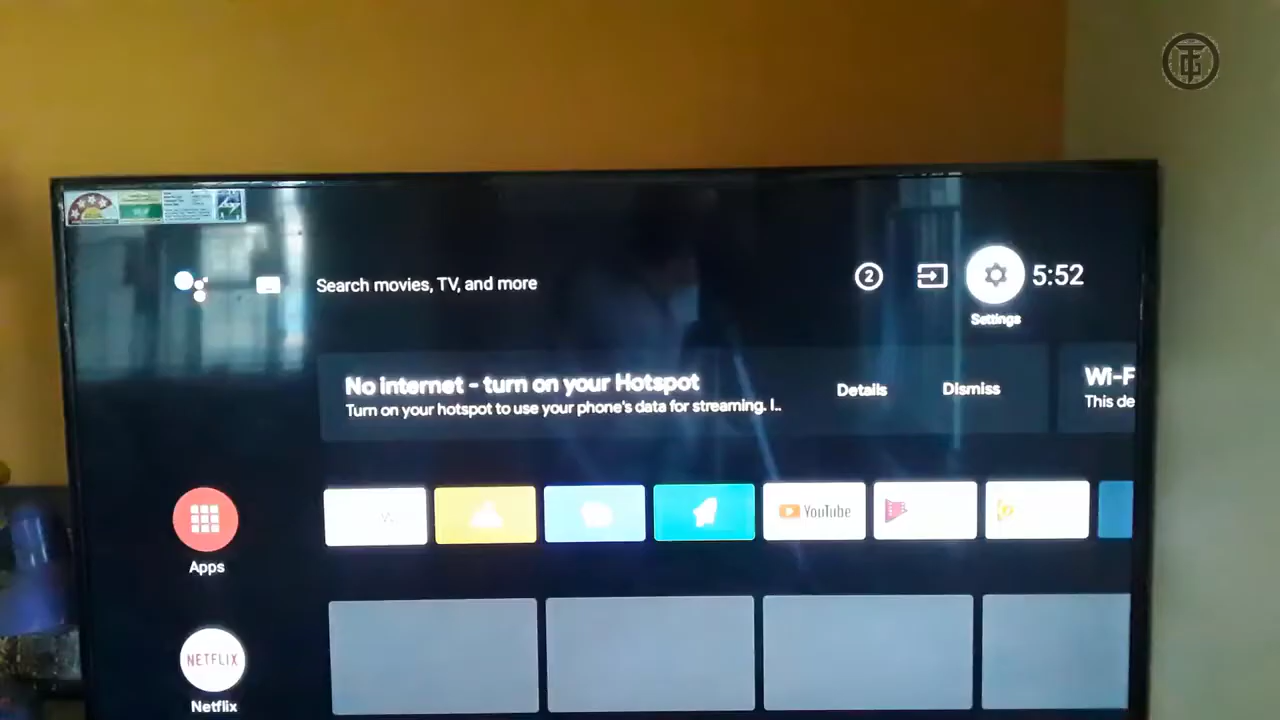 Search movies, TV, and more
2
5:52
Settings
No internet - turn on your Hotspot
Turn on your hotspot to use your phone's data for streaming. I..
Details
Dismiss
Wi-F
This de
YouTube
Apps
NETFLIX
Netflix